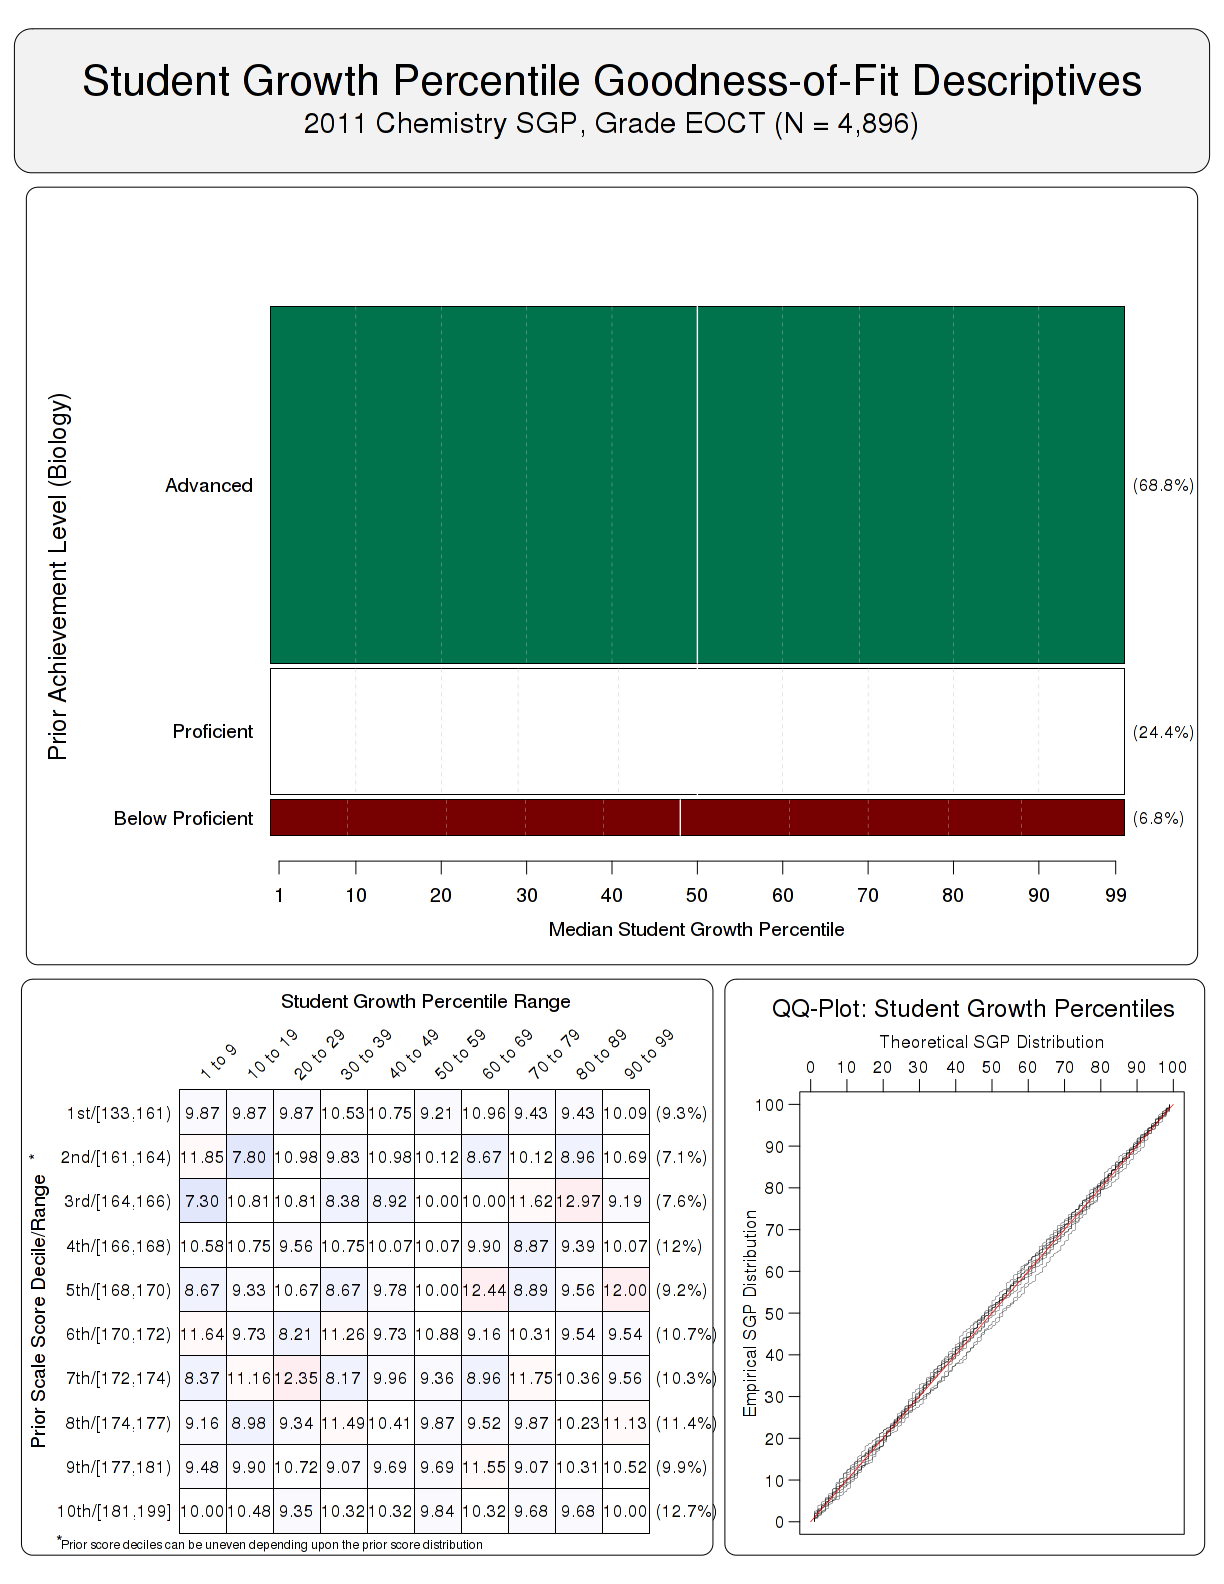 Student Growth Percentile Goodness-of-Fit Descriptives
2011 Chemistry SGP, Grade EOCT (N = 4,896)
Prior Achievement Level (Biology)
Advanced
(68.8%)
Proficient
(24.4%)
Below Proficient
(6.8%)
1 10 20 30 40 50 60 70 80 90 99
Median Student Growth Percentile
Student Growth Percentile Range
1 to 9 10 to 19 20 to 29 30 to 39 40 to 49 50 to 59 60 to 69 70 to 79 80 to 89 90 to 99
Prior Scale Score Decile/Range *
1st/[133,161) 9.87 9.87 9.87 10.53 10.75 9.21 10.96 9.43 9.43 10.09 (9.3%)
2nd/[161,164) 11.85 7.80 10.98 9.83 10.98 10.12 8.67 10.12 8.96 10.69 (7.1%)
3rd/[164,166) 7.30 10.81 10.81 8.38 8.92 10.00 10.00 11.62 12.97 9.19 (7.6%)
4th/[166,168) 10.58 10.75 9.56 10.75 10.07 10.07 9.90 8.87 9.39 10.07 (12%)
5th/[168,170) 8.67 9.33 10.67 8.67 9.78 10.00 12.44 8.89 9.56 12.00 (9.2%)
6th/[170,172) 11.64 9.73 8.21 11.26 9.73 10.88 9.16 10.31 9.54 9.54 (10.7%)
7th/[172,174) 8.37 11.16 12.35 8.17 9.96 9.36 8.96 11.75 10.36 9.56 (10.3%)
8th/[174,177) 9.16 8.98 9.34 11.49 10.41 9.87 9.52 9.87 10.23 11.13 (11.4%)
9th/[177,181) 9.48 9.90 10.72 9.07 9.69 9.69 11.55 9.07 10.31 10.52 (9.9%)
10th/[181,199] 10.00 10.48 9.35 10.32 10.32 9.84 10.32 9.68 9.68 10.00 (12.7%)
*Prior score deciles can be uneven depending upon the prior score distribution
QQ-Plot: Student Growth Percentiles
Theoretical SGP Distribution
0 10 20 30 40 50 60 70 80 90 100
Empirical SGP Distribution
100
90
80
70
60
50
40
30
20
10
0